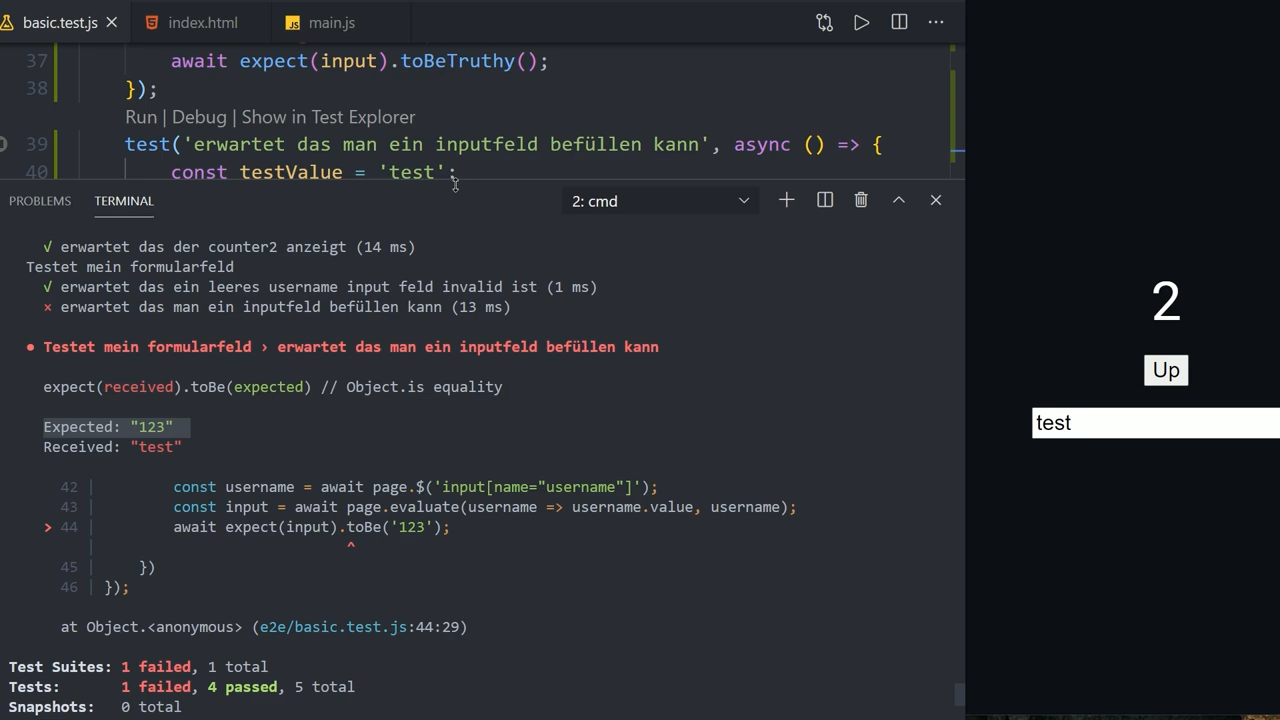 basic.test.js
index.html
JS main.js
37 await expect(input).toBeTruthy();
38 });
Run | Debug | Show in Test Explorer
39 test('erwartet das man ein inputfeld befüllen kann', async () => {
40 const testValue = 'test';
PROBLEMS TERMINAL 2: cmd
√ erwartet das der counter2 anzeigt (14 ms)
Testet mein formularfeld
√ erwartet das ein leeres username input feld invalid ist (1 ms)
× erwartet das man ein inputfeld befüllen kann (13 ms)
● Testet mein formularfeld › erwartet das man ein inputfeld befüllen kann
expect(received).toBe(expected) // Object.is equality
Expected: "123"
Received: "test"
42 | const username = await page.$('input[name="username"]');
43 | const input = await page.evaluate(username => username.value, username);
> 44 | await expect(input).toBe('123');
| ^
45 | })
46 | });
at Object.<anonymous> (e2e/basic.test.js:44:29)
Test Suites: 1 failed, 1 total
Tests: 1 failed, 4 passed, 5 total
Snapshots: 0 total
2
Up
test